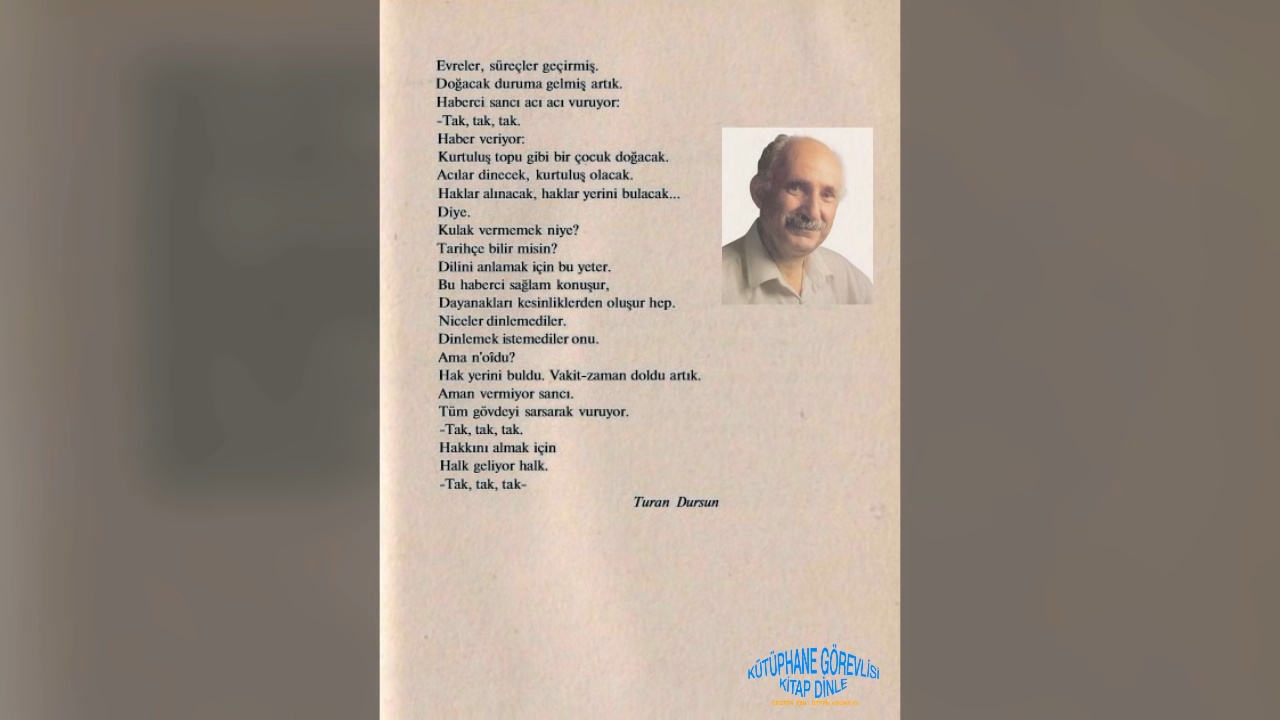 Evreler, süreçler geçirmiş.
Doğacak duruma gelmiş artık.
Haberci sancı acı acı vuruyor:
-Tak, tak, tak.
Haber veriyor:
Kurtuluş topu gibi bir çocuk doğacak.
Acılar dinecek, kurtuluş olacak.
Haklar alınacak, haklar yerini bulacak...
Diye.
Kulak vermemek niye?
Tarihçe bilir misin?
Dilini anlamak için bu yeter.
Bu haberci sağlam konuşur,
Dayanakları kesinliklerden oluşur hep.
Niceler dinlemediler.
Dinlemek istemediler onu.
Ama n'oldu?
Hak yerini buldu. Vakit-zaman doldu artık.
Aman vermiyor sancı.
Tüm gövdeyi sarsarak vuruyor.
-Tak, tak, tak.
Hakkını almak için
Halk geliyor halk.
-Tak, tak, tak-
Turan Dursun
KÜTÜPHANE GÖREVLİSİ
KİTAP DİNLE